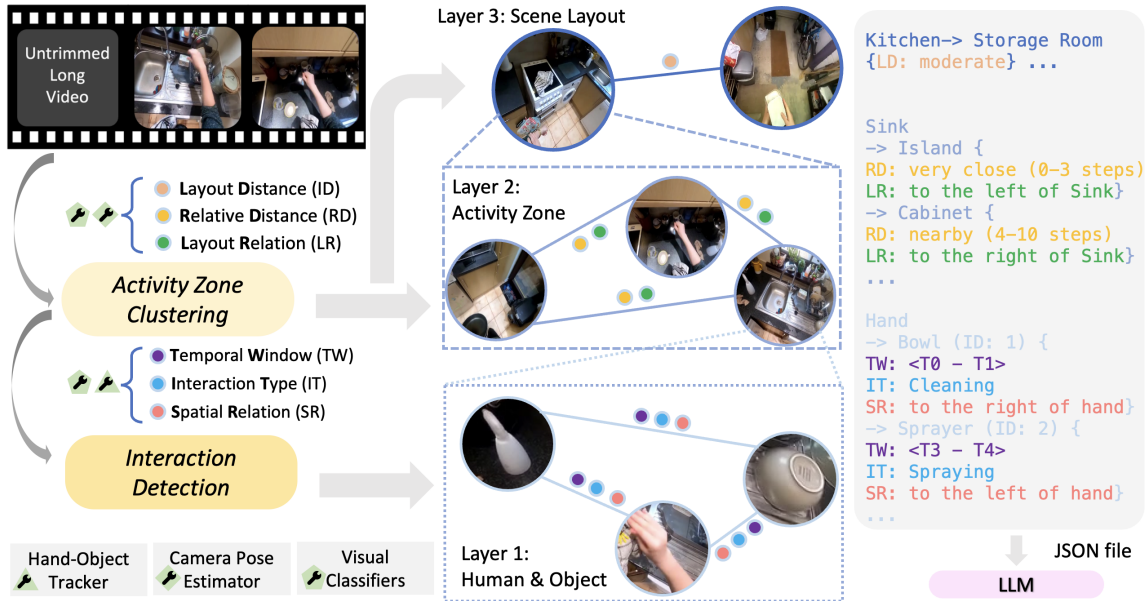 Untrimmed
Long
Video
Layout Distance (ID)
Relative Distance (RD)
Layout Relation (LR)
Activity Zone
Clustering
Temporal Window (TW)
Interaction Type (IT)
Spatial Relation (SR)
Interaction
Detection
Hand-Object
Tracker
Camera Pose
Estimator
Visual
Classifiers
Layer 3: Scene Layout
Layer 2:
Activity Zone
Layer 1:
Human & Object
Kitchen-> Storage Room
{LD: moderate} ...
Sink
-> Island {
RD: very close (0-3 steps)
LR: to the left of Sink}
-> Cabinet {
RD: nearby (4-10 steps)
LR: to the right of Sink}
...
Hand
-> Bowl (ID: 1) {
TW: <T0 - T1>
IT: Cleaning
SR: to the right of hand}
-> Sprayer (ID: 2) {
TW: <T3 - T4>
IT: Spraying
SR: to the left of hand}
...
JSON file
LLM